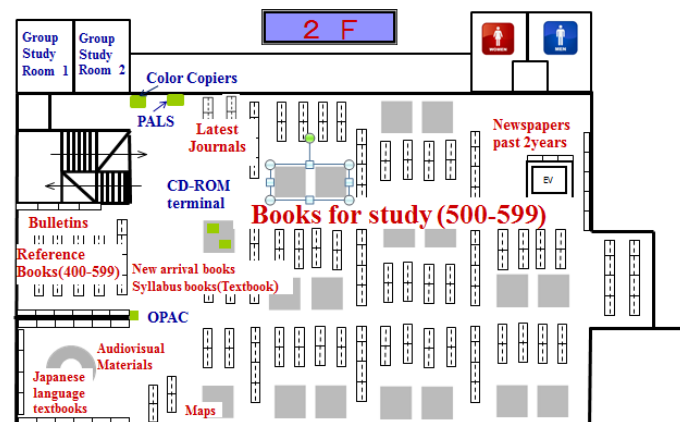 2 F
Group
Study
Room 1
Group
Study
Room 2
WOMEN
MEN
Color Copiers
PALS
Latest
Journals
Newspapers
past 2years
EV
CD-ROM
terminal
Books for study (500-599)
Bulletins
Reference
Books(400-599)
New arrival books
Syllabus books(Textbook)
OPAC
Audiovisual
Materials
Japanese
language
textbooks
Maps